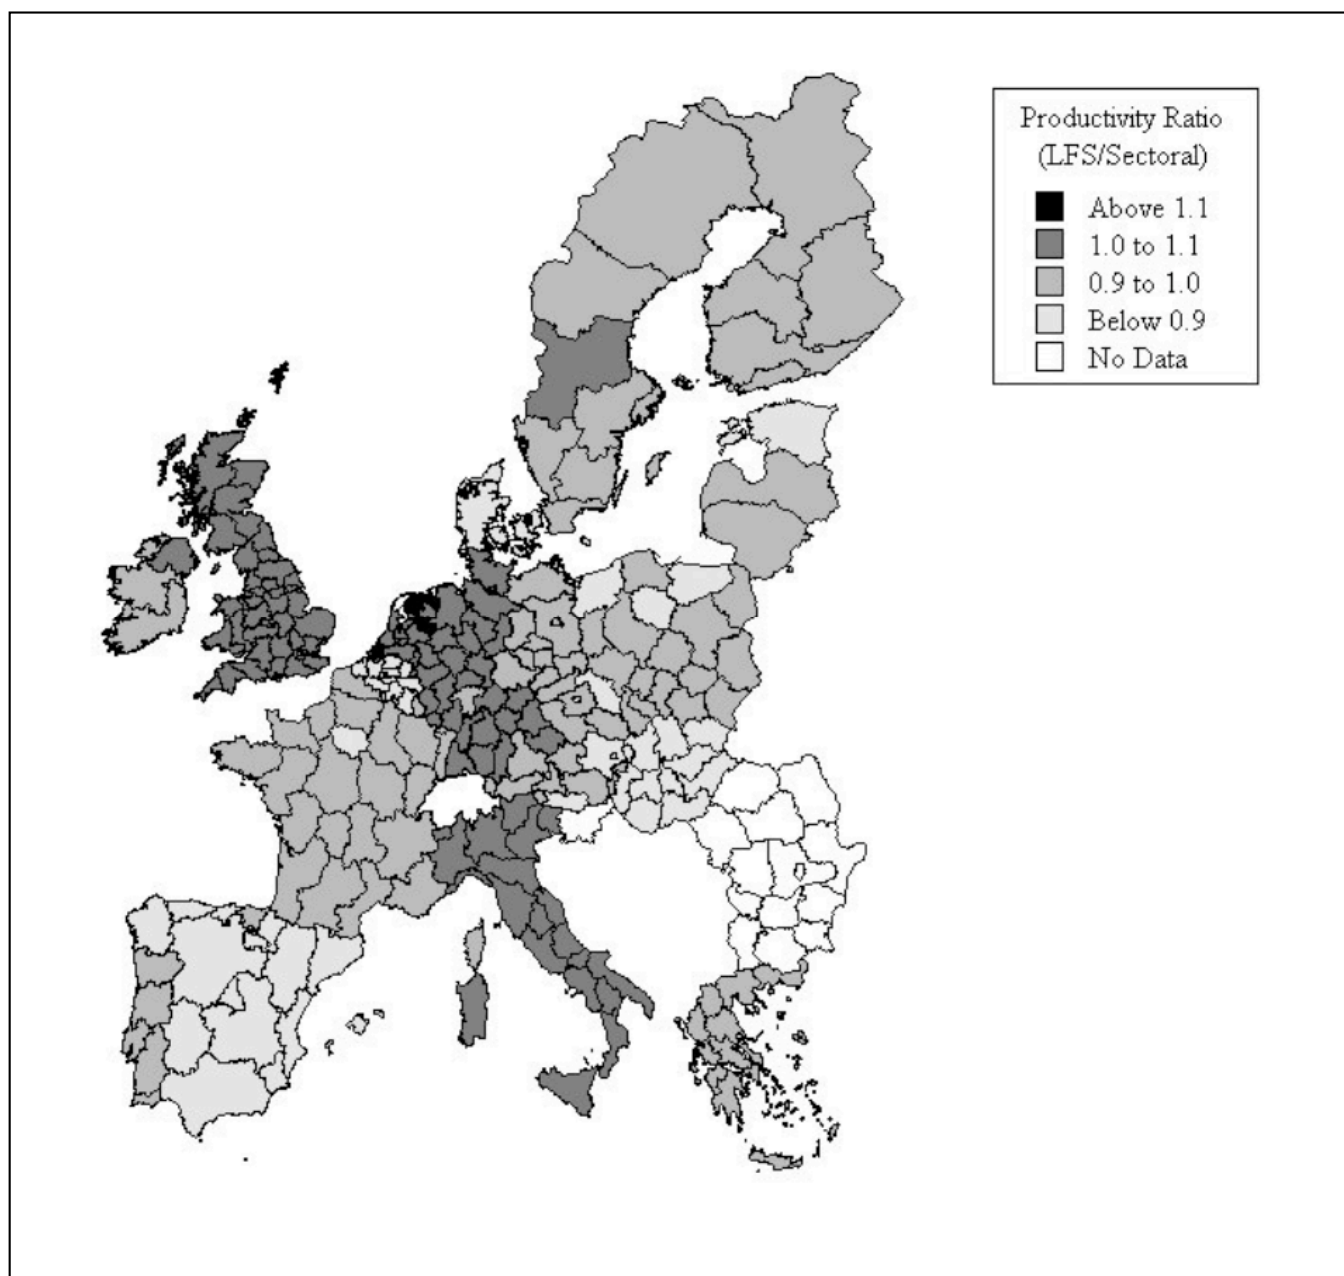 Productivity Ratio
(LFS/Sectoral)
Above 1.1
1.0 to 1.1
0.9 to 1.0
Below 0.9
No Data